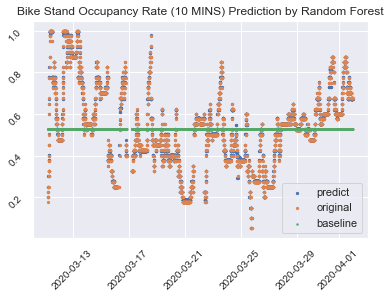 Bike Stand Occupancy Rate (10 MINS) Prediction by Random Forest
1.0
0.8
0.6
0.4
0.2
predict
original
baseline
2020-03-13
2020-03-17
2020-03-21
2020-03-25
2020-03-29
2020-04-01